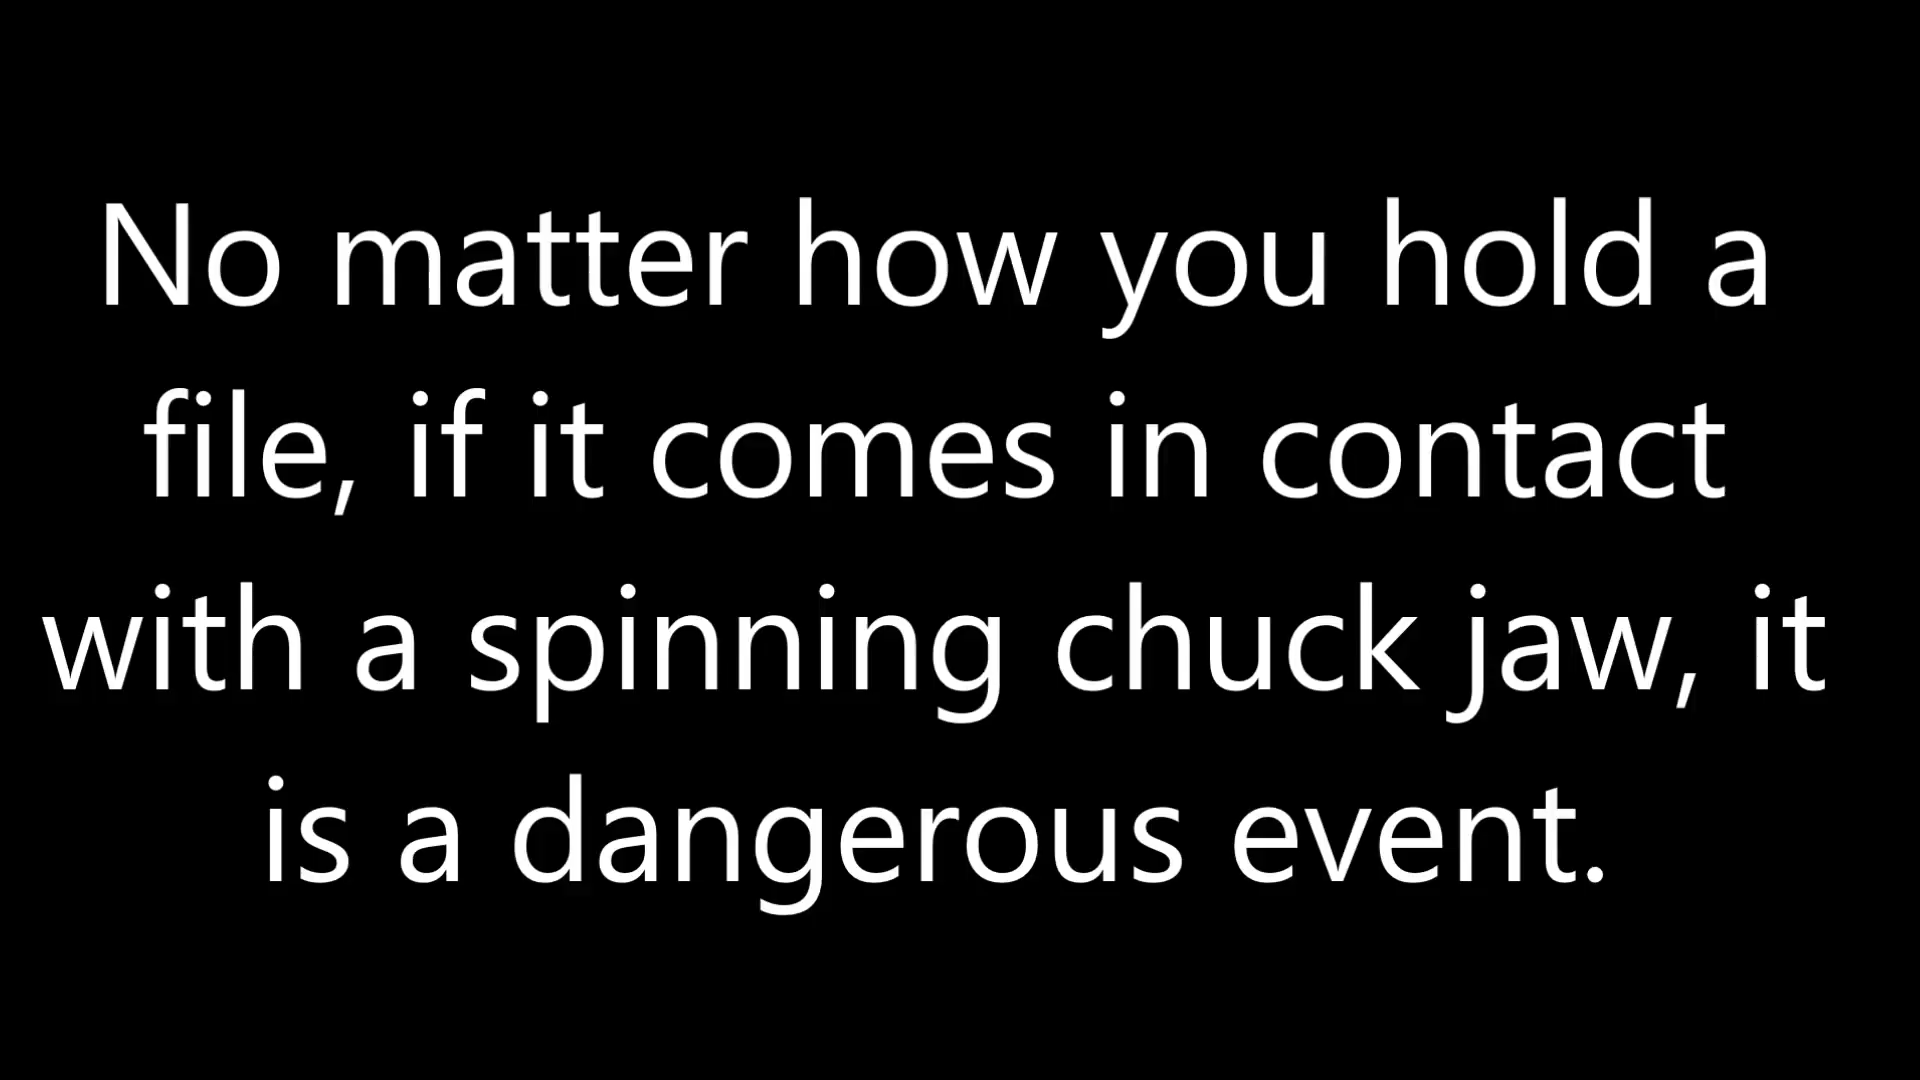 No matter how you hold a
file, if it comes in contact
with a spinning chuck jaw, it
is a dangerous event.